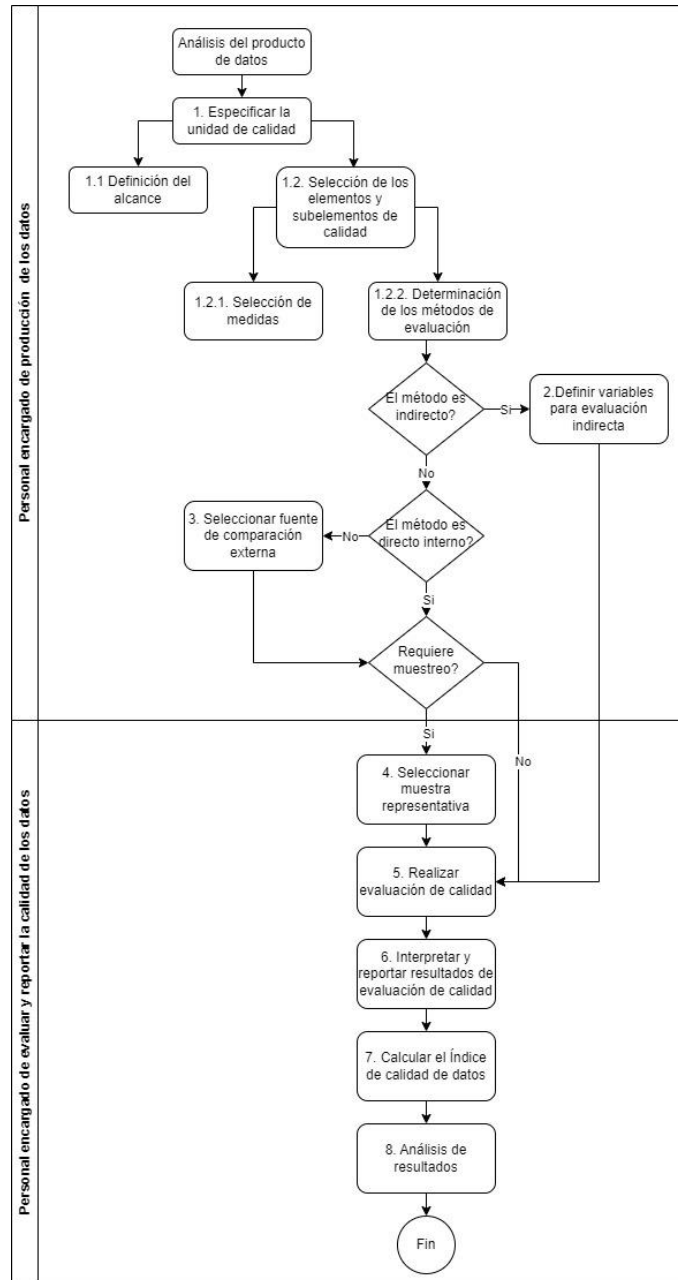 Personal encargado de producción de los datos
Análisis del producto
de datos
1. Especificar la
unidad de calidad
1.1 Definición del
alcance
1.2. Selección de los
elementos y
subelementos de
calidad
1.2.1. Selección de
medidas
1.2.2. Determinación
de los métodos de
evaluación
El método es
indirecto?
Si
2.Definir variables
para evaluación
indirecta
No
3. Seleccionar fuente
de comparación
externa
No
El método es
directo interno?
Si
Requiere
muestreo?
Personal encargado de evaluar y reportar la calidad de los datos
Si
No
4. Seleccionar
muestra
representativa
5. Realizar
evaluación de calidad
6. Interpretar y
reportar resultados de
evaluación de calidad
7. Calcular el Índice
de calidad de datos
8. Análisis de
resultados
Fin